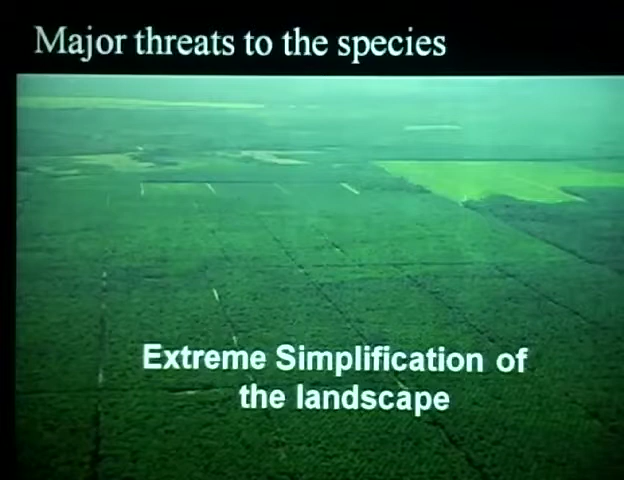 Major threats to the species
Extreme Simplification of
the landscape